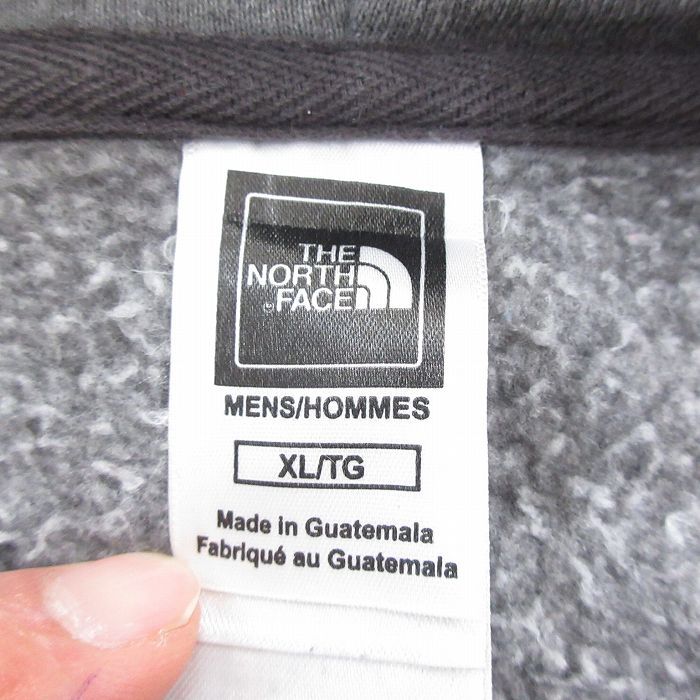 THE
NORTH
FACE
MENS/HOMMES
XL/TG
Made in Guatemala
Fabriqué au Guatemala